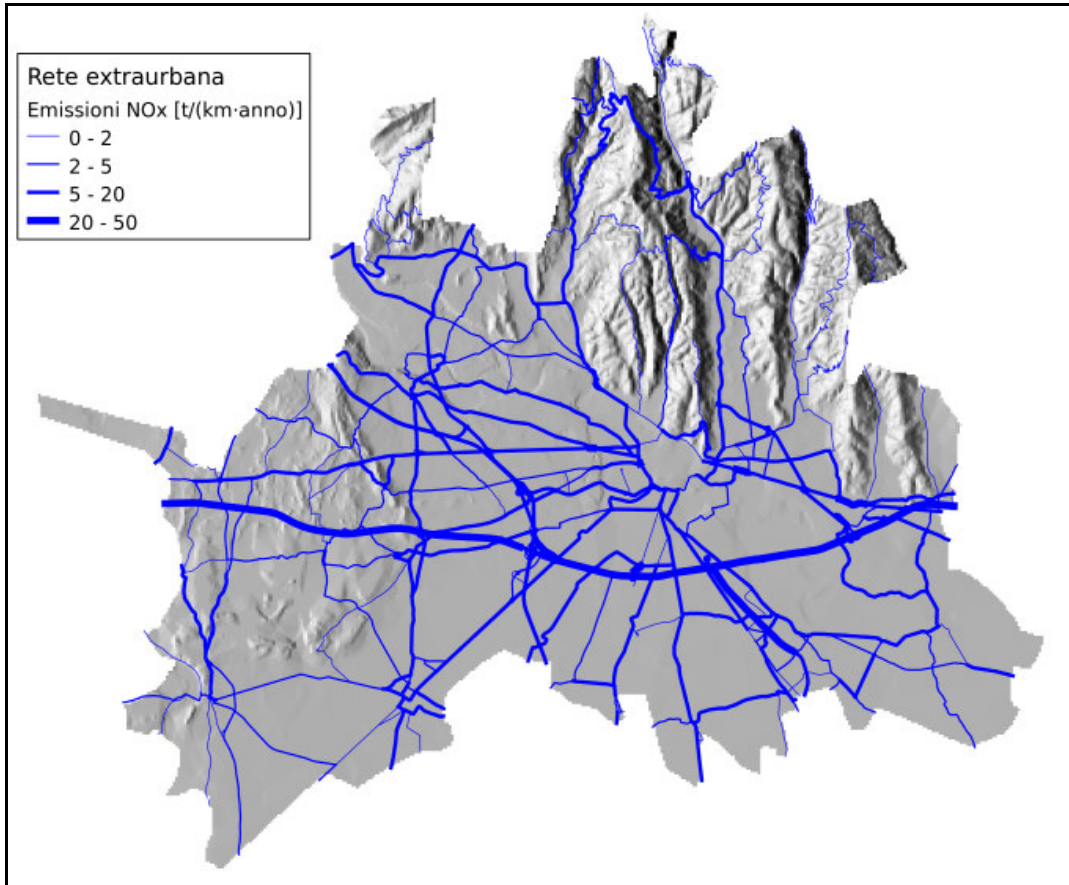 Rete extraurbana
Emissioni NOx [t/(km·anno)]
0 - 2
2 - 5
5 - 20
20 - 50